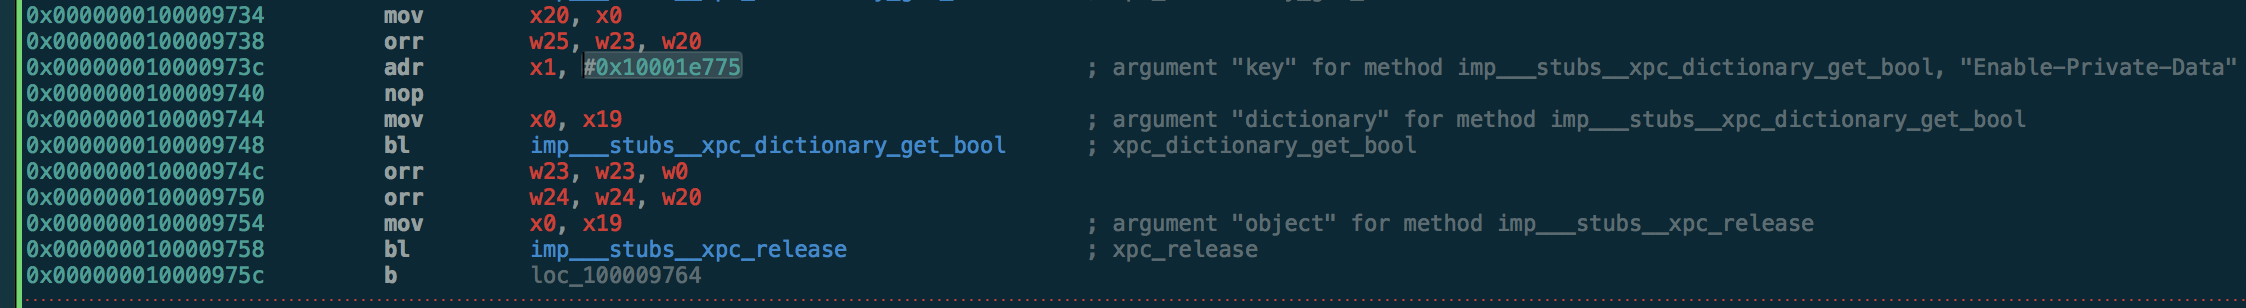 0x0000000100009734 mov x20, x0
0x0000000100009738 orr w25, w23, w20
0x000000010000973c adr x1, #0x10001e775 ; argument "key" for method imp___stubs__xpc_dictionary_get_bool, "Enable-Private-Data"
0x0000000100009740 nop
0x0000000100009744 mov x0, x19 ; argument "dictionary" for method imp___stubs__xpc_dictionary_get_bool
0x0000000100009748 bl imp___stubs__xpc_dictionary_get_bool ; xpc_dictionary_get_bool
0x000000010000974c orr w23, w23, w0
0x0000000100009750 orr w24, w24, w20
0x0000000100009754 mov x0, x19 ; argument "object" for method imp___stubs__xpc_release
0x0000000100009758 bl imp___stubs__xpc_release ; xpc_release
0x000000010000975c b loc_100009764